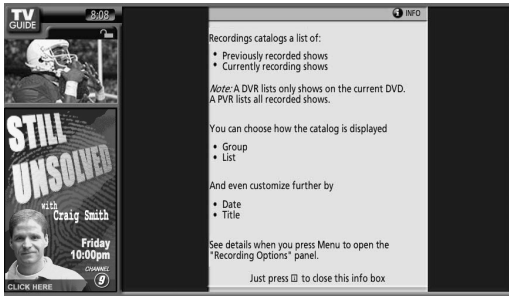 TV
GUIDE
8:08
STILL
UNSOLVED
with
Craig Smith
Friday
10:00pm
CHANNEL
9
CLICK HERE
i INFO
Recordings catalogs a list of:
• Previously recorded shows
• Currently recording shows
Note: A DVR lists only shows on the current DVD.
A PVR lists all recorded shows.
You can choose how the catalog is displayed
• Group
• List
And even customize further by
• Date
• Title
See details when you press Menu to open the
"Recording Options" panel.
Just press i to close this info box